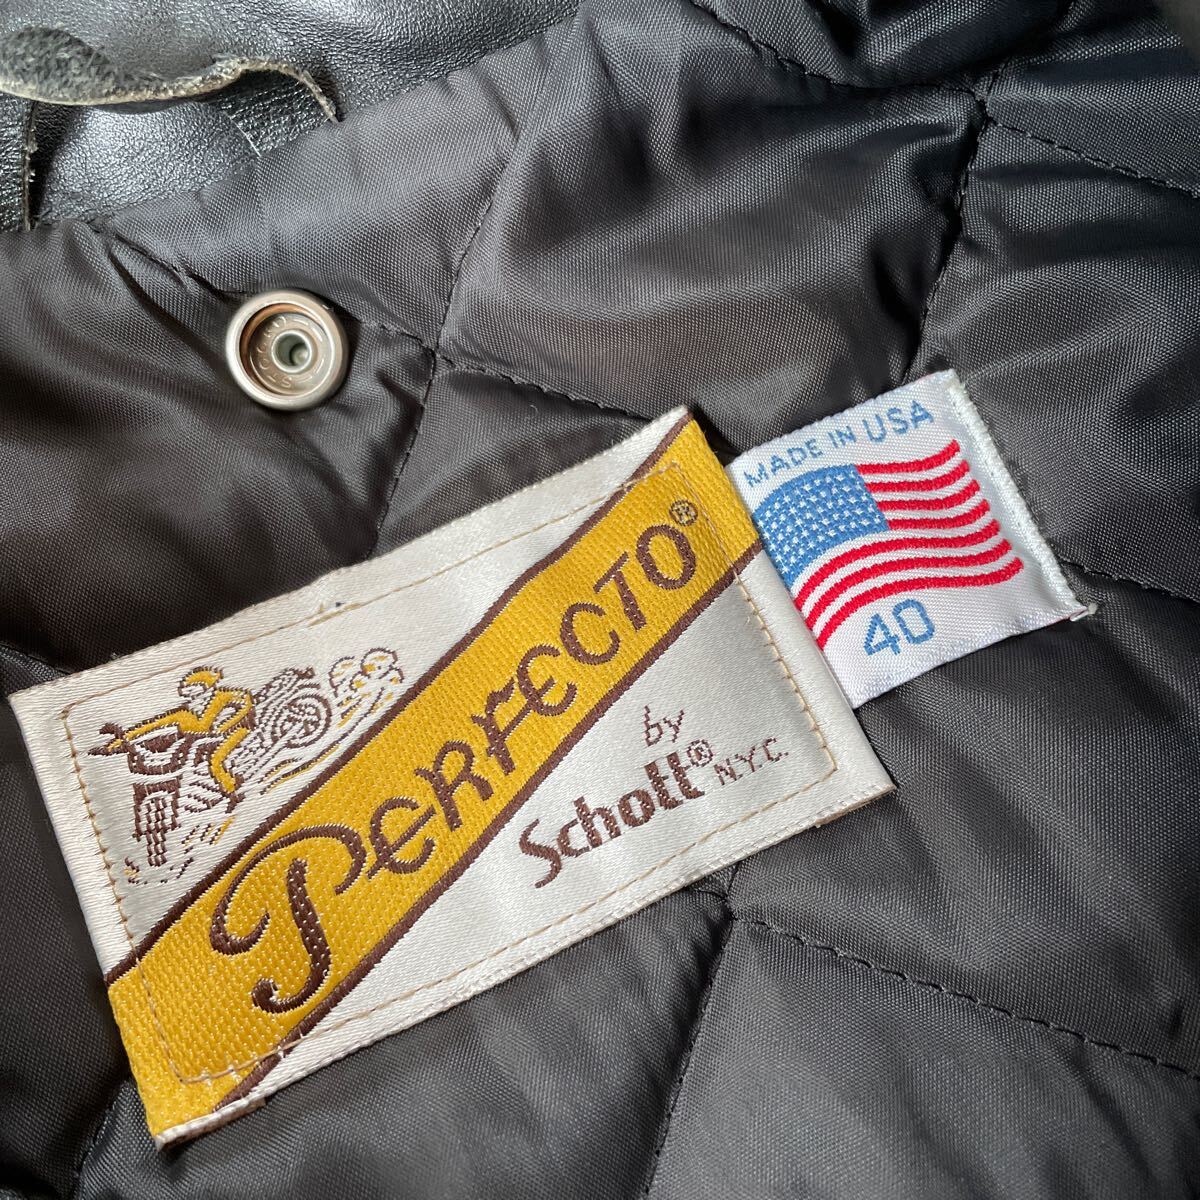 PERFECTO®
by
Schott® N.Y.C.
MADE IN USA
40